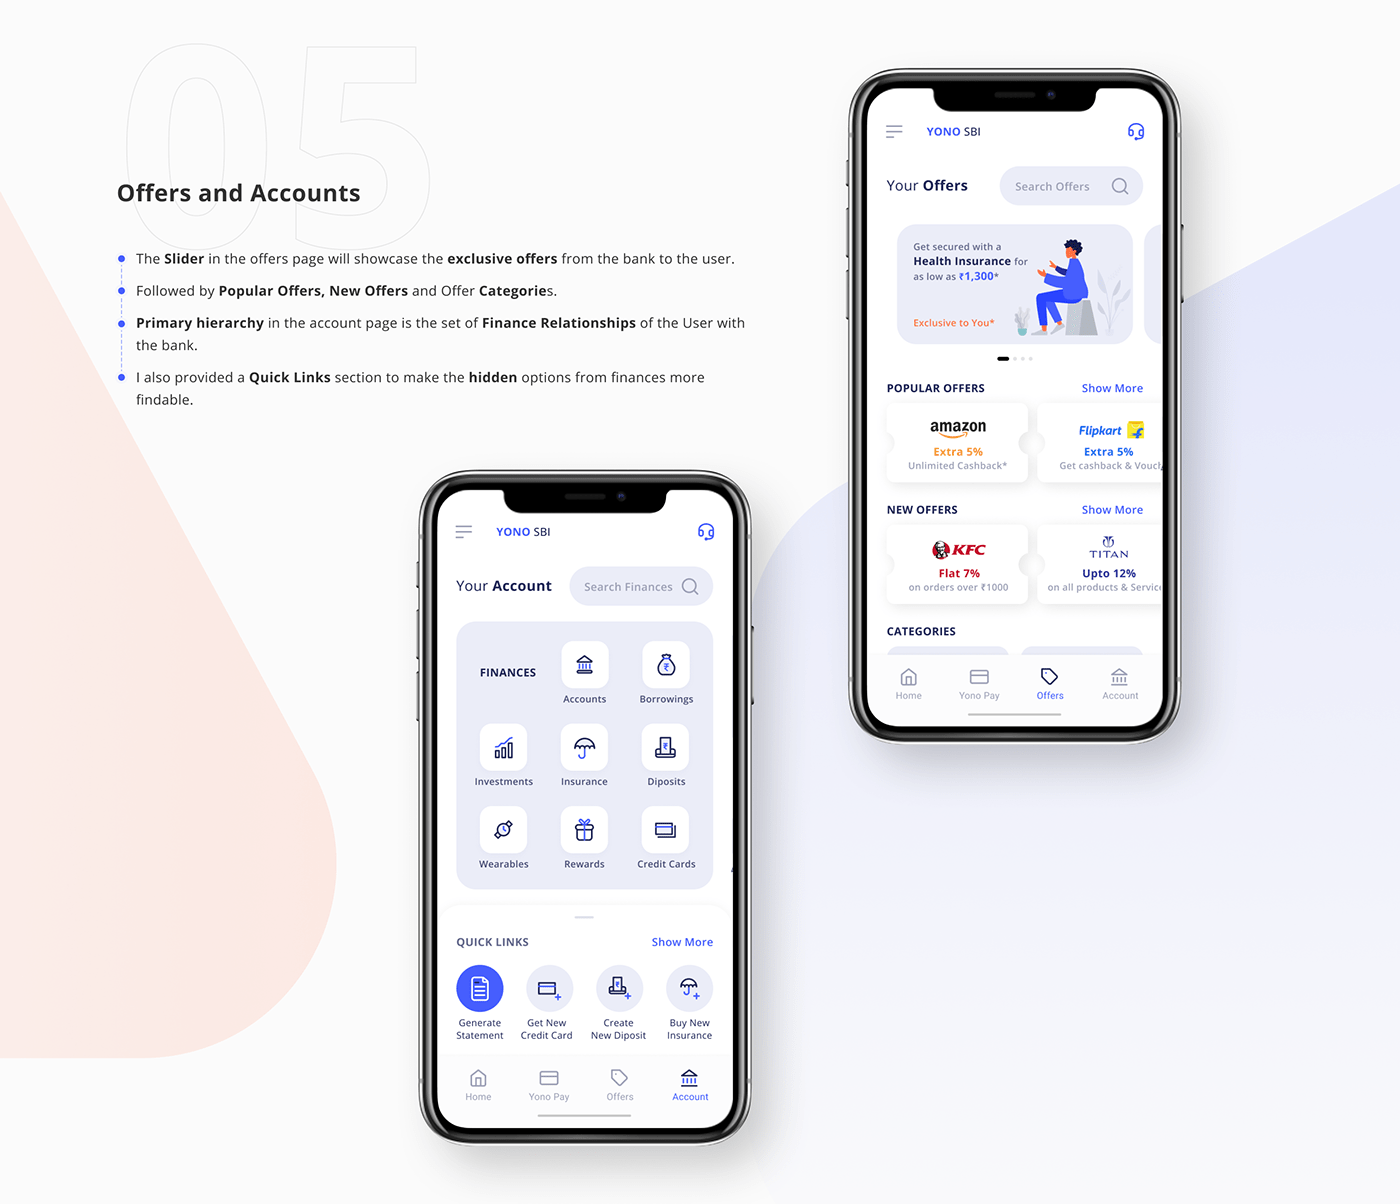 05
Offers and Accounts
The Slider in the offers page will showcase the exclusive offers from the bank to the user.
Followed by Popular Offers, New Offers and Offer Categories.
Primary hierarchy in the account page is the set of Finance Relationships of the User with
the bank.
I also provided a Quick Links section to make the hidden options from finances more
findable.
YONO SBI
Your Offers
Search Offers
Get secured with a
Health Insurance for
as low as ₹1,300*
Exclusive to You*
POPULAR OFFERS
Show More
amazon
Extra 5%
Unlimited Cashback*
Flipkart
Extra 5%
Get cashback & Voucl
NEW OFFERS
Show More
KFC
Flat 7%
on orders over ₹1000
TITAN
Upto 12%
on all products & Service
CATEGORIES
Home
Yono Pay
Offers
Account
YONO SBI
Your Account
Search Finances
FINANCES
Accounts
Borrowings
Investments
Insurance
Diposits
Wearables
Rewards
Credit Cards
QUICK LINKS
Show More
Generate
Statement
Get New
Credit Card
Create
New Diposit
Buy New
Insurance
Home
Yono Pay
Offers
Account